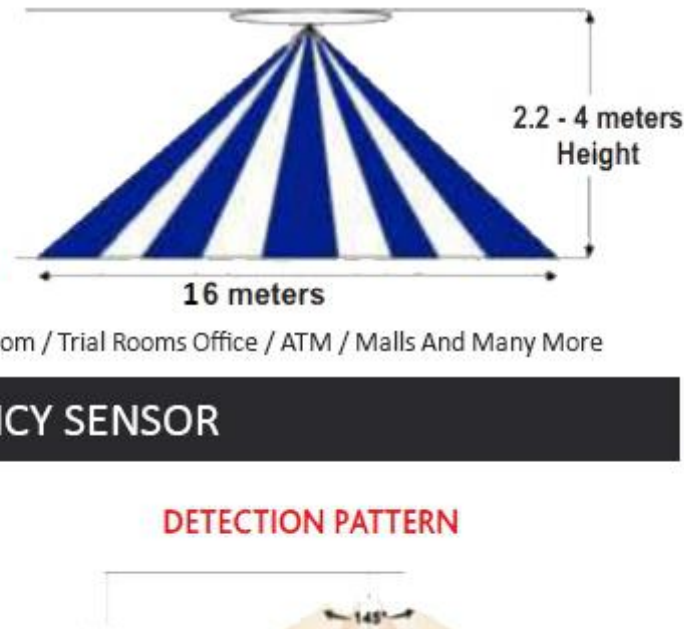 2.2 - 4 meters
Height
16 meters
om / Trial Rooms Office / ATM / Malls And Many More
ICY SENSOR
DETECTION PATTERN
145°